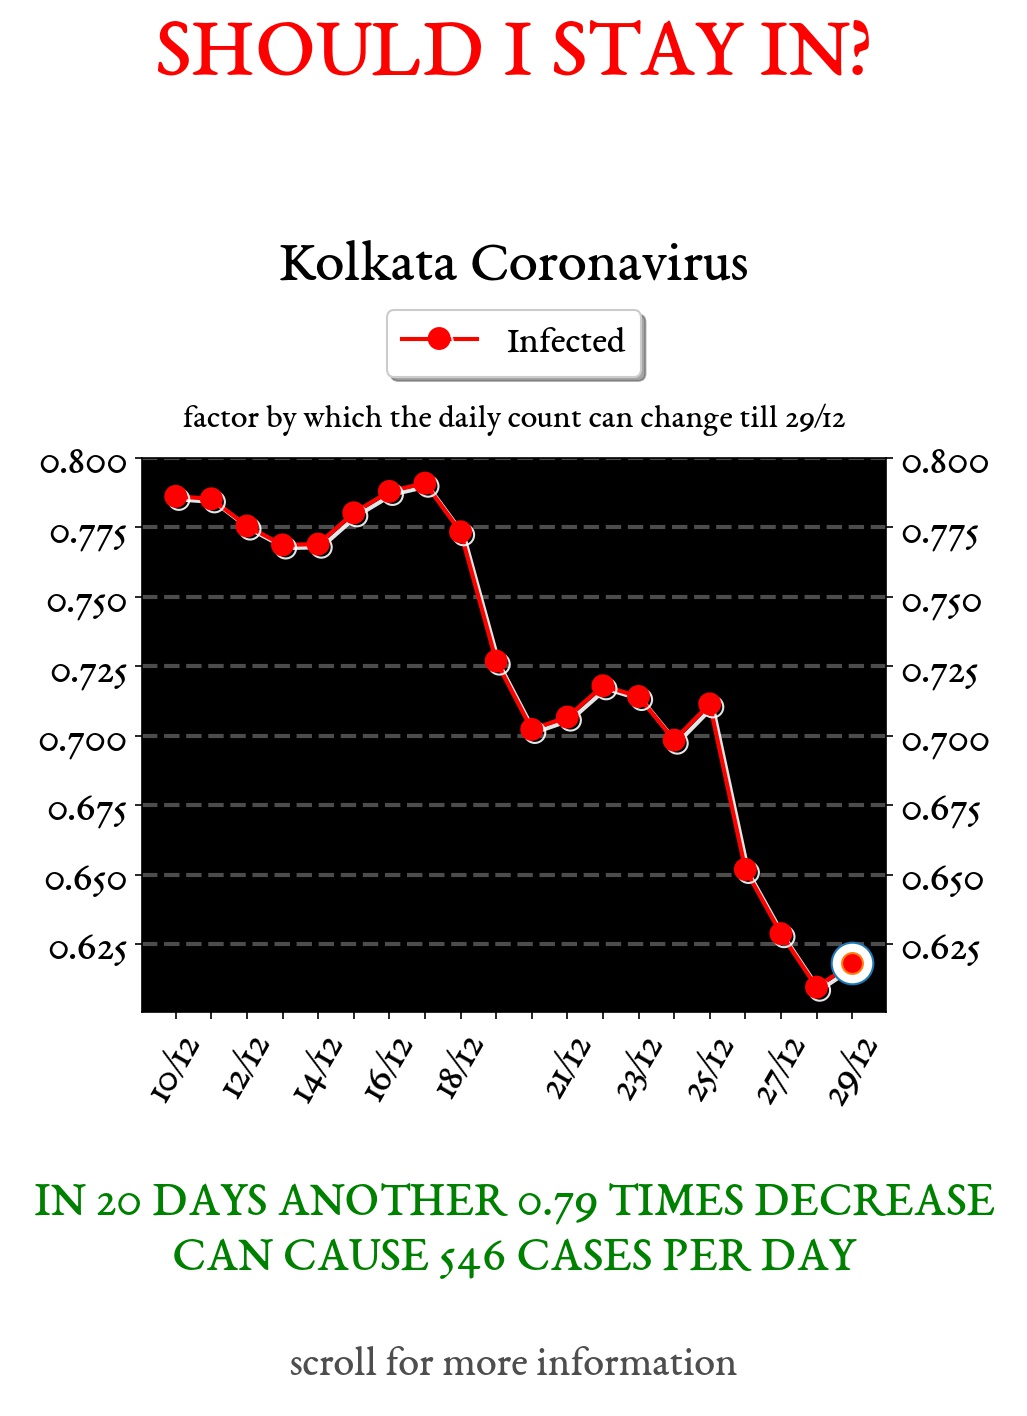 SHOULD I STAY IN?
Kolkata Coronavirus
Infected
factor by which the daily count can change till 29/12
0.800 0.800
0.775 0.775
0.750 0.750
0.725 0.725
0.700 0.700
0.675 0.675
0.650 0.650
0.625 0.625
10/12 12/12 14/12 16/12 18/12 21/12 23/12 25/12 27/12 29/12
IN 20 DAYS ANOTHER 0.79 TIMES DECREASE
CAN CAUSE 546 CASES PER DAY
scroll for more information